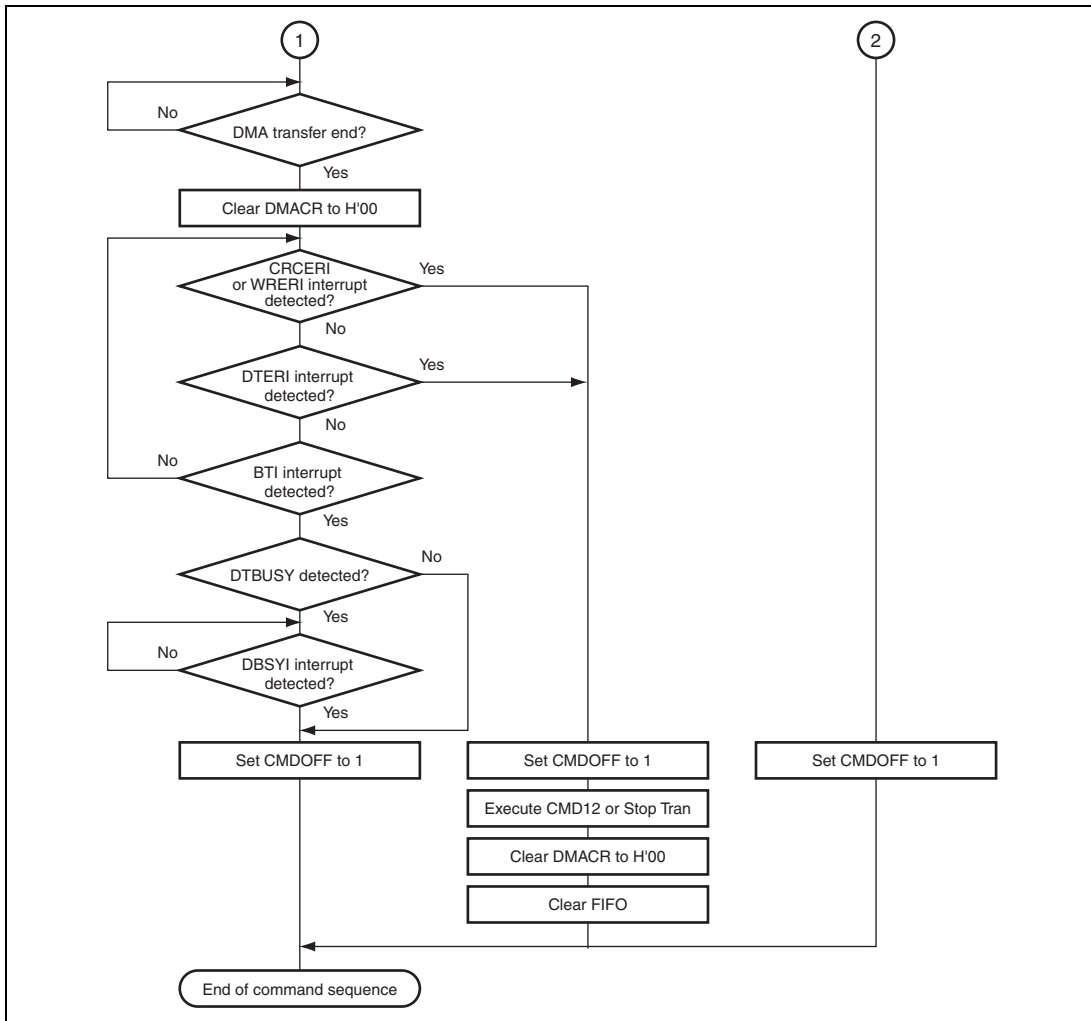 1
2
No
DMA transfer end?
Yes
Clear DMACR to H'00
CRCERI
or WRERI interrupt
detected?
Yes
No
DTERI interrupt
detected?
Yes
No
No
BTI interrupt
detected?
Yes
No
DTBUSY detected?
Yes
No
DBSYI interrupt
detected?
Yes
Set CMDOFF to 1
Set CMDOFF to 1
Set CMDOFF to 1
Execute CMD12 or Stop Tran
Clear DMACR to H'00
Clear FIFO
End of command sequence